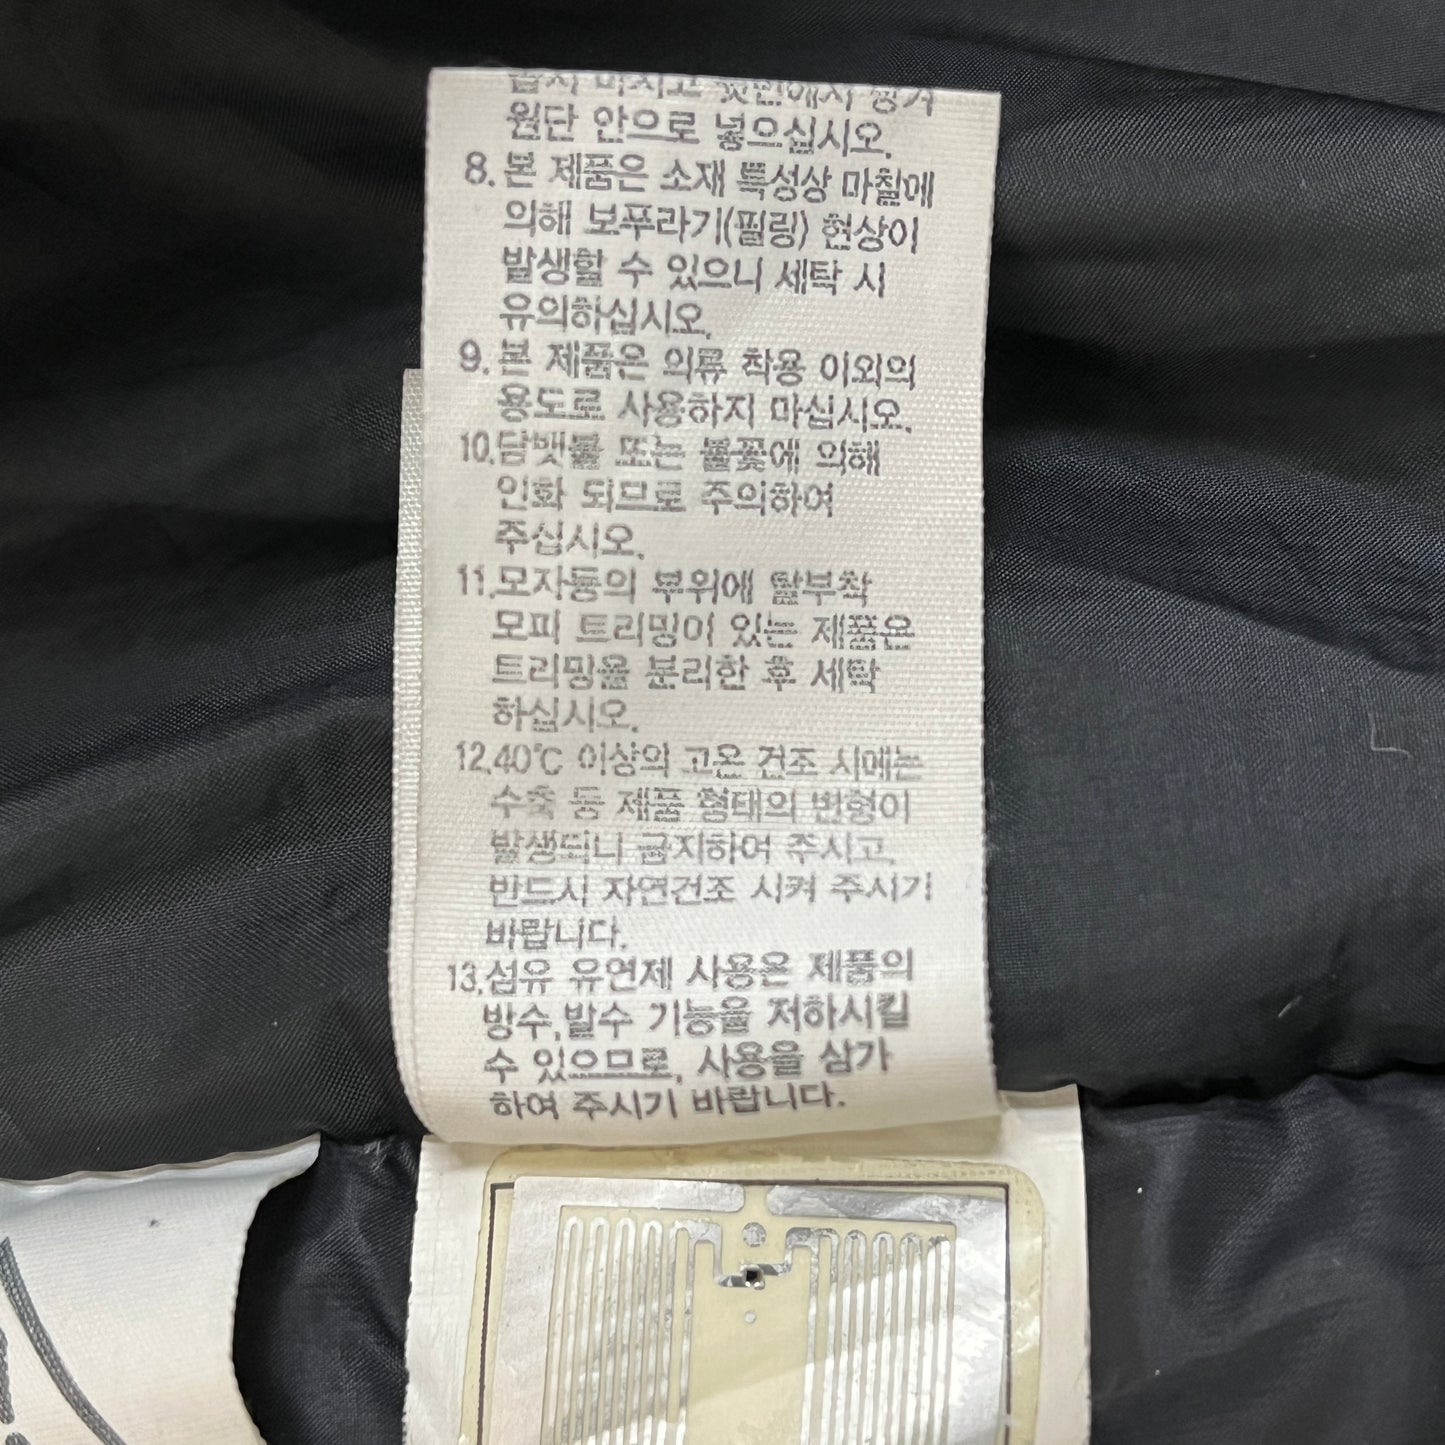 뽑지 마시고 뒷면에서 당겨
원단 안으로 넣으십시오.
8. 본 제품은 소재 특성상 마찰에
의해 보푸라기(필링) 현상이
발생할 수 있으니 세탁 시
유의하십시오.
9. 본 제품은 의류 착용 이외의
용도로 사용하지 마십시오.
10.담뱃불 또는 불꽃에 의해
인화 되므로 주의하여
주십시오.
11.모자등의 부위에 탈부착
모피 트리밍이 있는 제품은
트리밍을 분리한 후 세탁
하십시오.
12.40℃ 이상의 고온 건조 시에는
수축 등 제품 형태의 변형이
발생되니 금지하여 주시고,
반드시 자연건조 시켜 주시기
바랍니다.
13.섬유 유연제 사용은 제품의
방수,발수 기능을 저하시킬
수 있으므로, 사용을 삼가
하여 주시기 바랍니다.